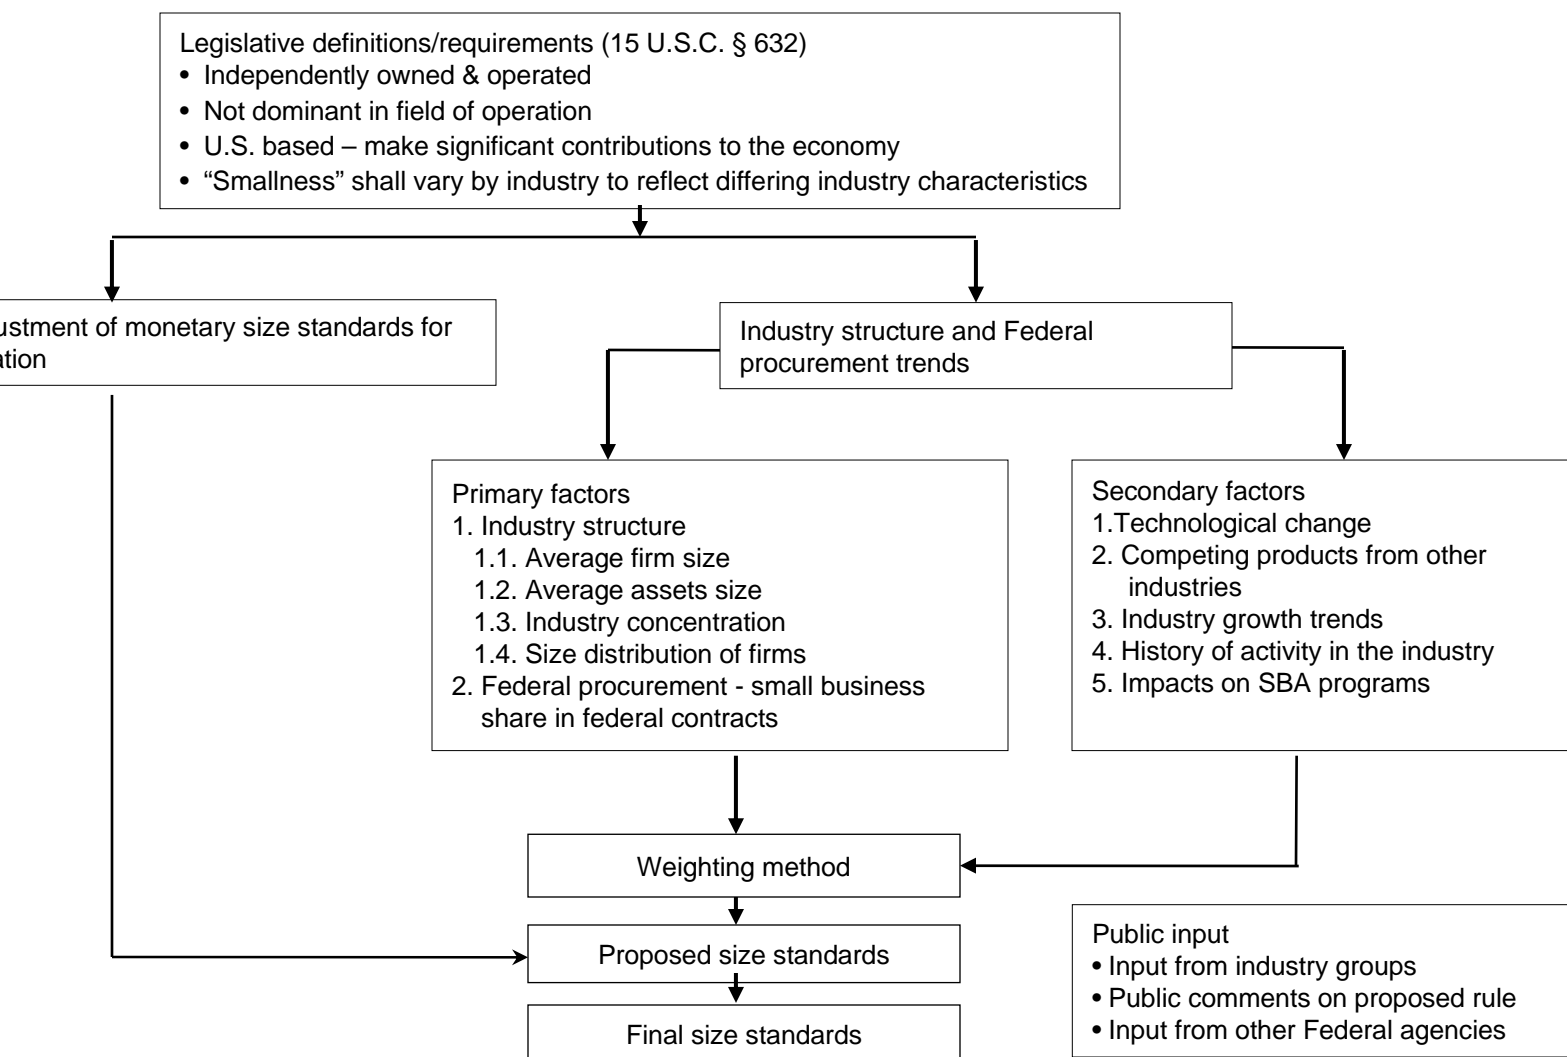 Legislative definitions/requirements (15 U.S.C. § 632)
• Independently owned & operated
• Not dominant in field of operation
• U.S. based – make significant contributions to the economy
• “Smallness” shall vary by industry to reflect differing industry characteristics
of monetary size standards for
Industry structure and Federal
procurement trends
Primary factors
1. Industry structure
1.1. Average firm size
1.2. Average assets size
1.3. Industry concentration
1.4. Size distribution of firms
2. Federal procurement - small business
share in federal contracts
Secondary factors
1.Technological change
2. Competing products from other
industries
3. Industry growth trends
4. History of activity in the industry
5. Impacts on SBA programs
Weighting method
Proposed size standards
Final size standards
Public input
• Input from industry groups
• Public comments on proposed rule
• Input from other Federal agencies